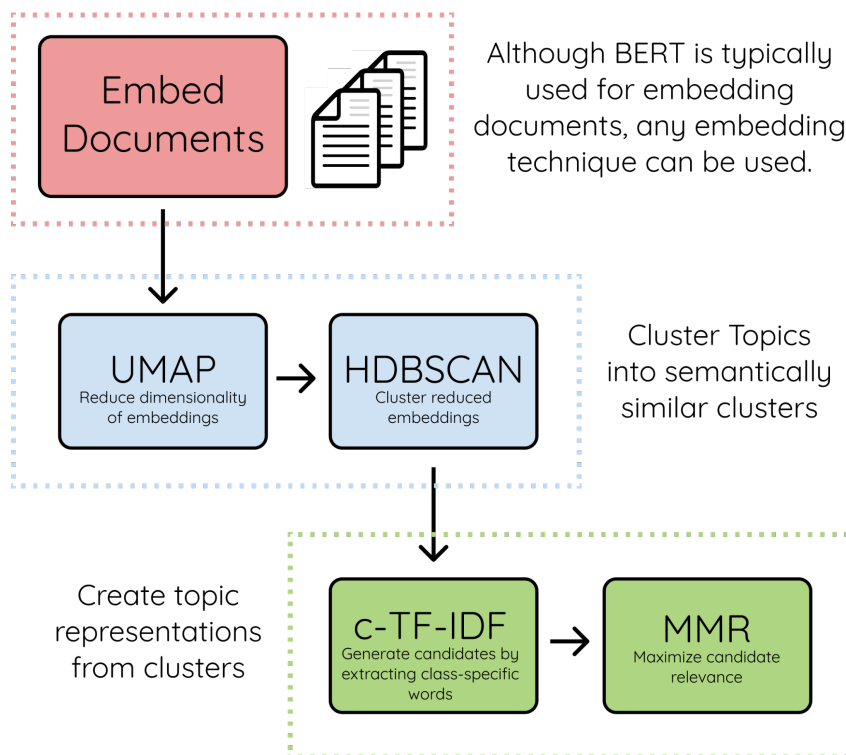 Embed
Documents
Although BERT is typically
used for embedding
documents, any embedding
technique can be used.
UMAP
Reduce dimensionality
of embeddings
HDBSCAN
Cluster reduced
embeddings
Cluster Topics
into semantically
similar clusters
Create topic
representations
from clusters
c-TF-IDF
Generate candidates by
extracting class-specific
words
MMR
Maximize candidate
relevance